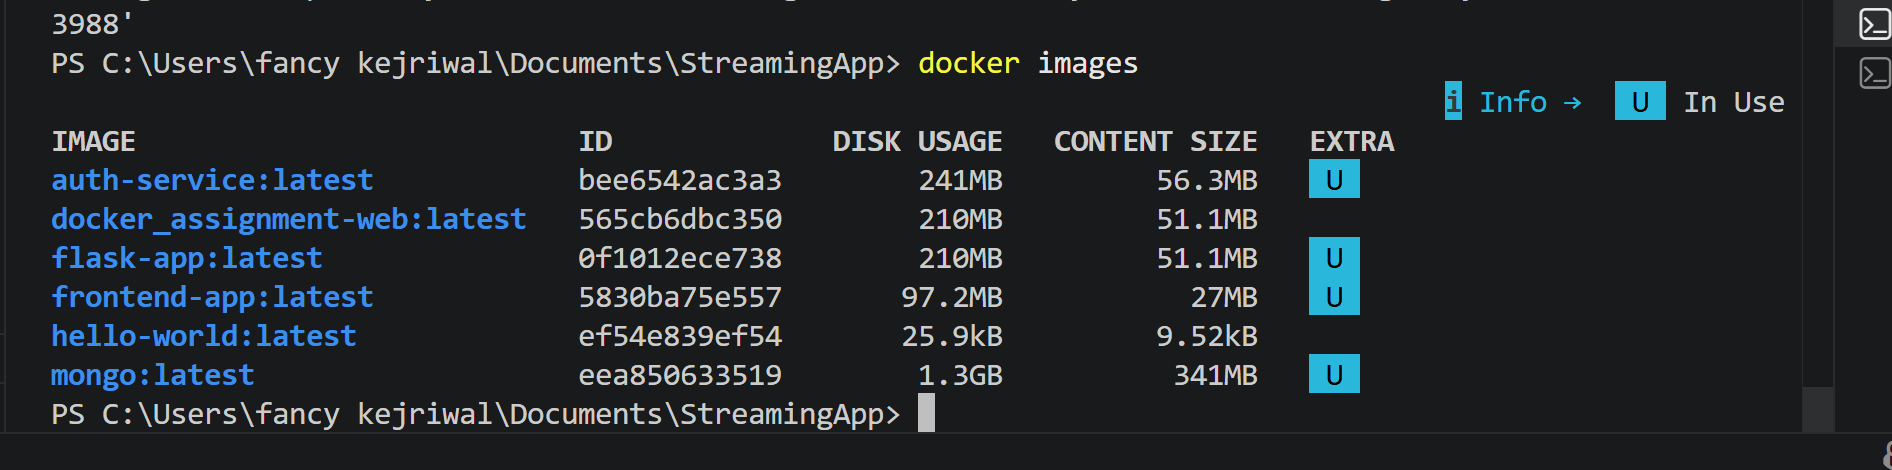 3988'
PS C:\Users\fancy kejriwal\Documents\StreamingApp> docker images
i Info → U In Use
IMAGE ID DISK USAGE CONTENT SIZE EXTRA
auth-service:latest bee6542ac3a3 241MB 56.3MB U
docker_assignment-web:latest 565cb6dbc350 210MB 51.1MB
flask-app:latest 0f1012ece738 210MB 51.1MB U
frontend-app:latest 5830ba75e557 97.2MB 27MB U
hello-world:latest ef54e839ef54 25.9kB 9.52kB
mongo:latest eea850633519 1.3GB 341MB U
PS C:\Users\fancy kejriwal\Documents\StreamingApp>